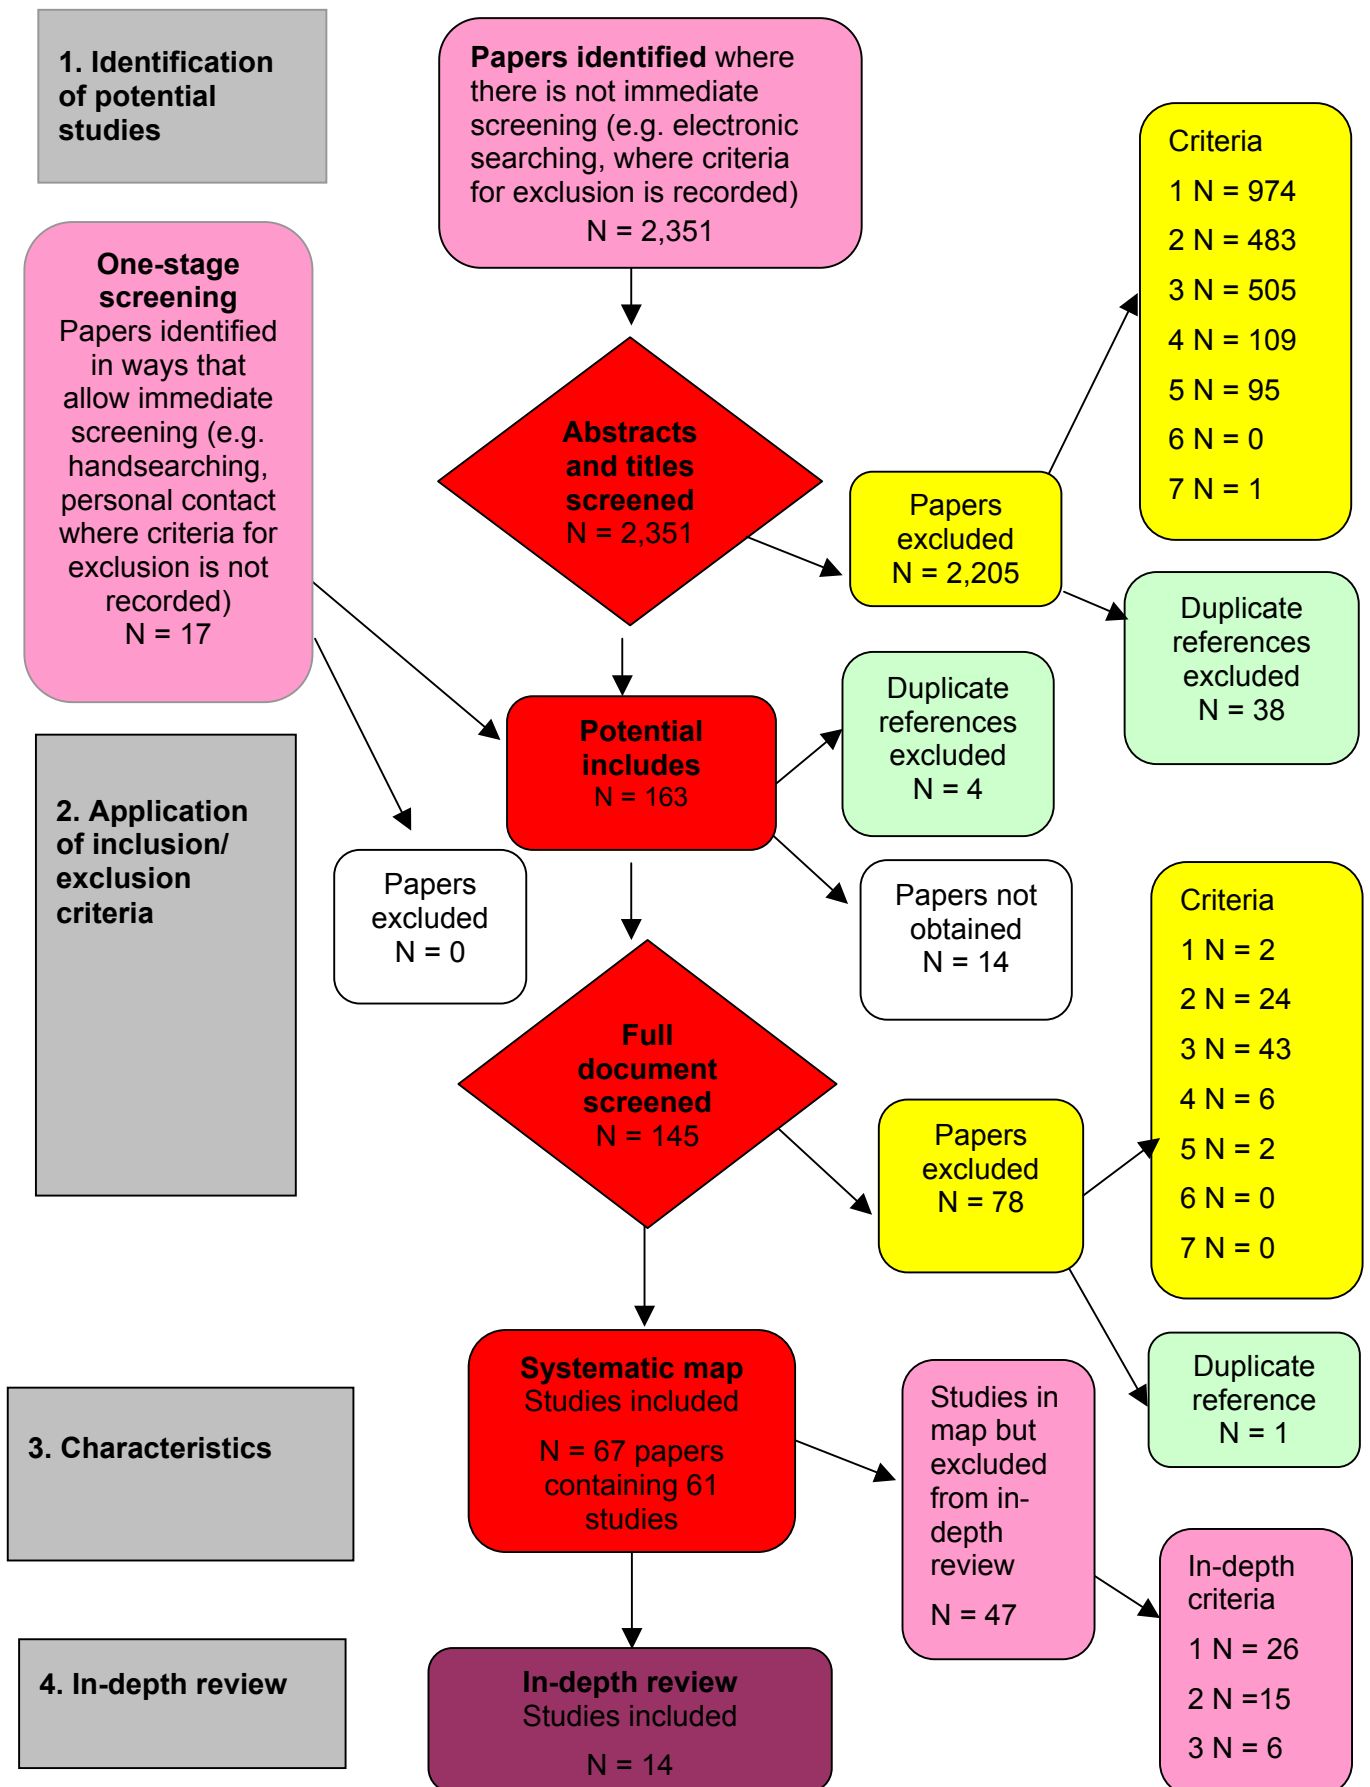 1. Identification
of potential
studies
Papers identified where
there is not immediate
screening (e.g. electronic
searching, where criteria
for exclusion is recorded)
N = 2,351
Criteria
1 N = 974
2 N = 483
3 N = 505
4 N = 109
5 N = 95
6 N = 0
7 N = 1
One-stage
screening
Papers identified
in ways that
allow immediate
screening (e.g.
handsearching,
personal contact
where criteria for
exclusion is not
recorded)
N = 17
Abstracts
and titles
screened
N = 2,351
Papers
excluded
N = 2,205
Duplicate
references
excluded
N = 38
Potential
includes
N = 163
Duplicate
references
excluded
N = 4
2. Application
of inclusion/
exclusion
criteria
Papers
excluded
N = 0
Papers not
obtained
N = 14
Criteria
1 N = 2
2 N = 24
3 N = 43
4 N = 6
5 N = 2
6 N = 0
7 N = 0
Full
document
screened
N = 145
Papers
excluded
N = 78
Duplicate
reference
N = 1
3. Characteristics
Systematic map
Studies included
N = 67 papers
containing 61
studies
Studies in
map but
excluded
from in-
depth
review
N = 47
In-depth
criteria
1 N = 26
2 N =15
3 N = 6
4. In-depth review
In-depth review
Studies included
N = 14